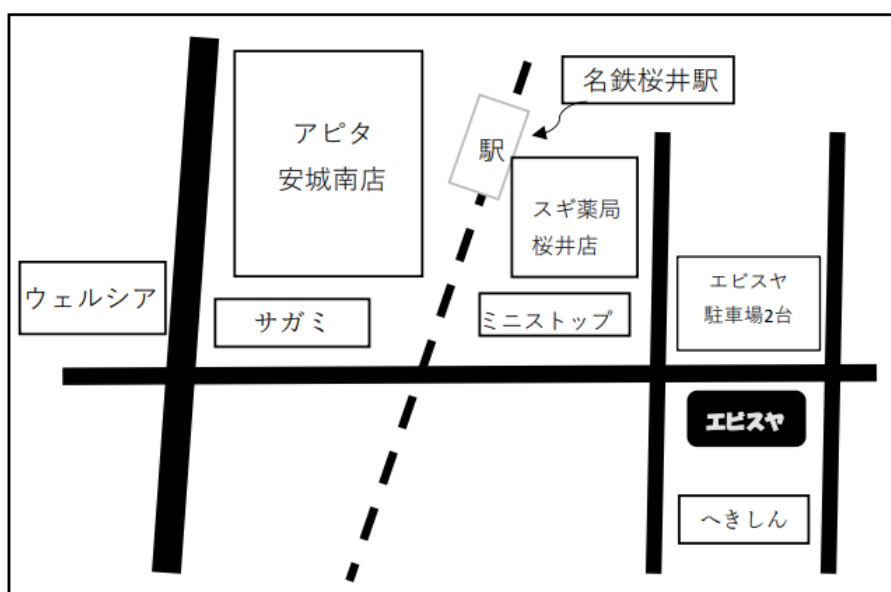 名鉄桜井駅
アピタ
安城南店
駅
スギ薬局
桜井店
ウェルシア
サガミ
ミニストップ
エビスヤ
駐車場2台
エビスヤ
へきしん